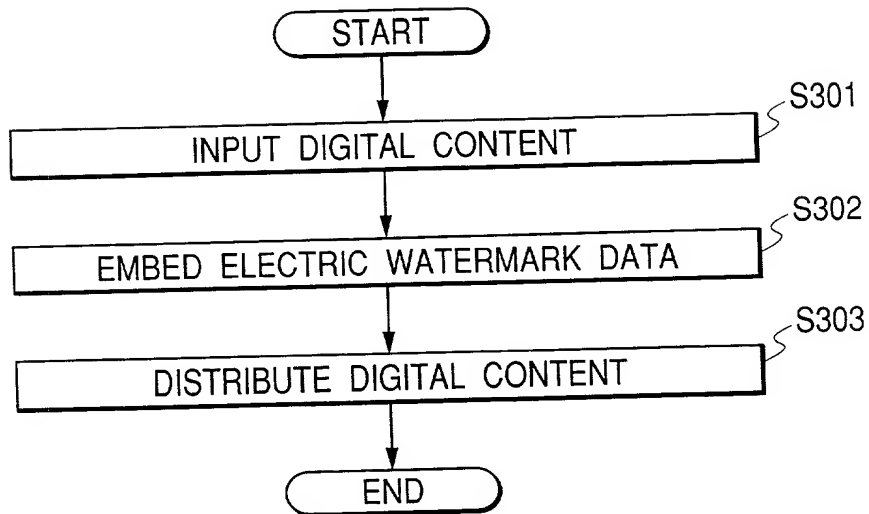 START
S301
INPUT DIGITAL CONTENT
S302
EMBED ELECTRIC WATERMARK DATA
S303
DISTRIBUTE DIGITAL CONTENT
END